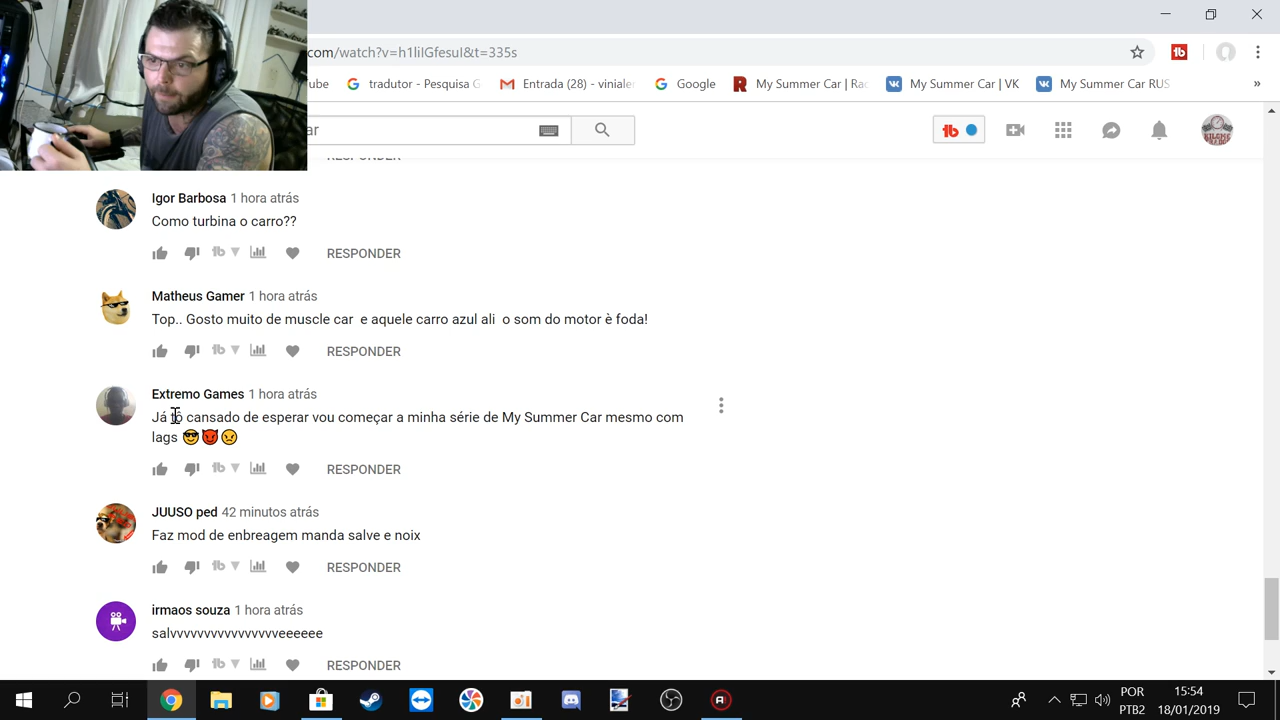 com/watch?v=h1liIGfesuI&t=335s
ube
tradutor - Pesquisa G
Entrada (28) - viniale
Google
My Summer Car | Rac
My Summer Car | VK
My Summer Car RUS
»
ar
RESPONDER
Igor Barbosa 1 hora atrás
Como turbina o carro??
RESPONDER
Matheus Gamer 1 hora atrás
Top.. Gosto muito de muscle car e aquele carro azul ali o som do motor è foda!
RESPONDER
Extremo Games 1 hora atrás
Já tô cansado de esperar vou começar a minha série de My Summer Car mesmo com
lags 😎😈😠
RESPONDER
JUUSO ped 42 minutos atrás
Faz mod de enbreagem manda salve e noix
RESPONDER
irmaos souza 1 hora atrás
salvvvvvvvvvvvvvvvveeeeee
RESPONDER
POR
PTB2
15:54
18/01/2019